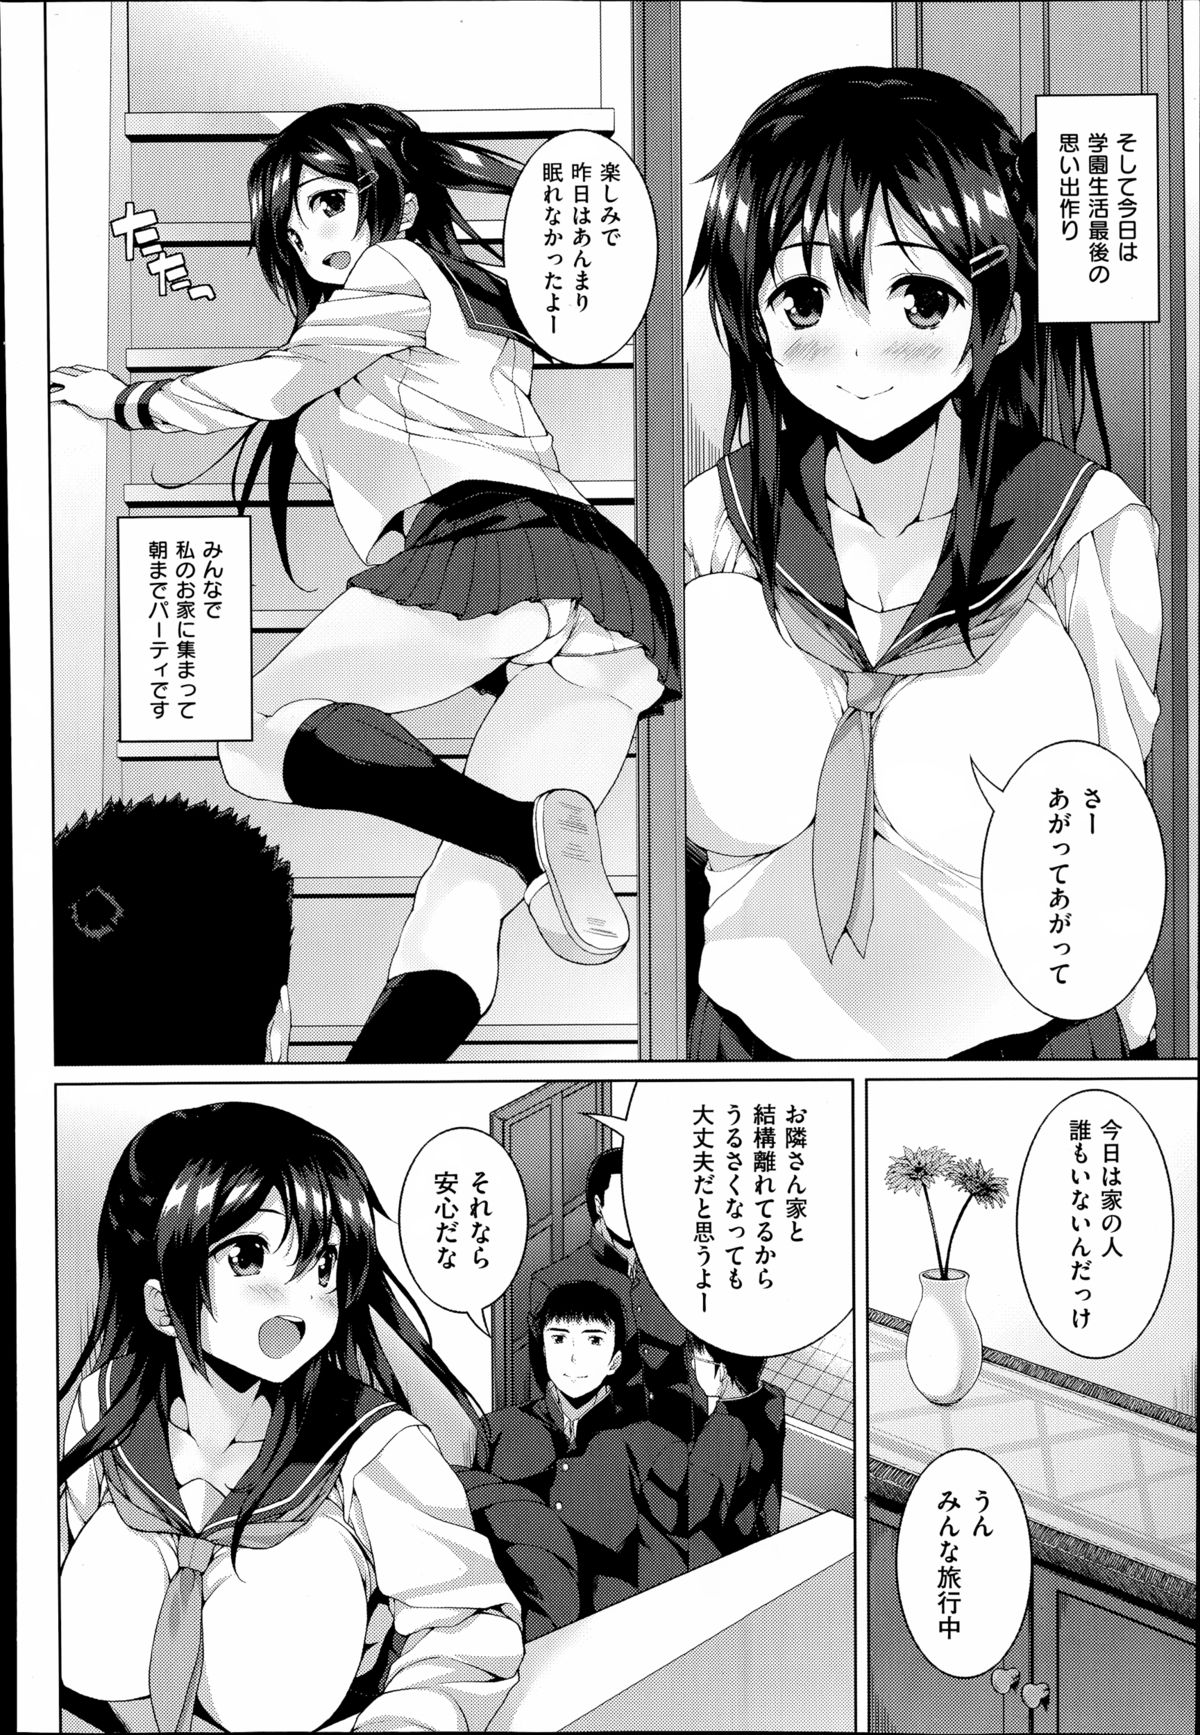 そして今日は
学園生活最後の
思い出作り
さー
あがってあがって
楽しみで
昨日はあんまり
眠れなかったよー
たた
たたっ
みんなで
私のお家に集まって
朝までパーティです
今日は家の人
誰もいないんだっけ
うん
みんな旅行中
お隣さん家と
結構離れてるから
うるさくなっても
大丈夫だと思うよー
それなら
安心だな